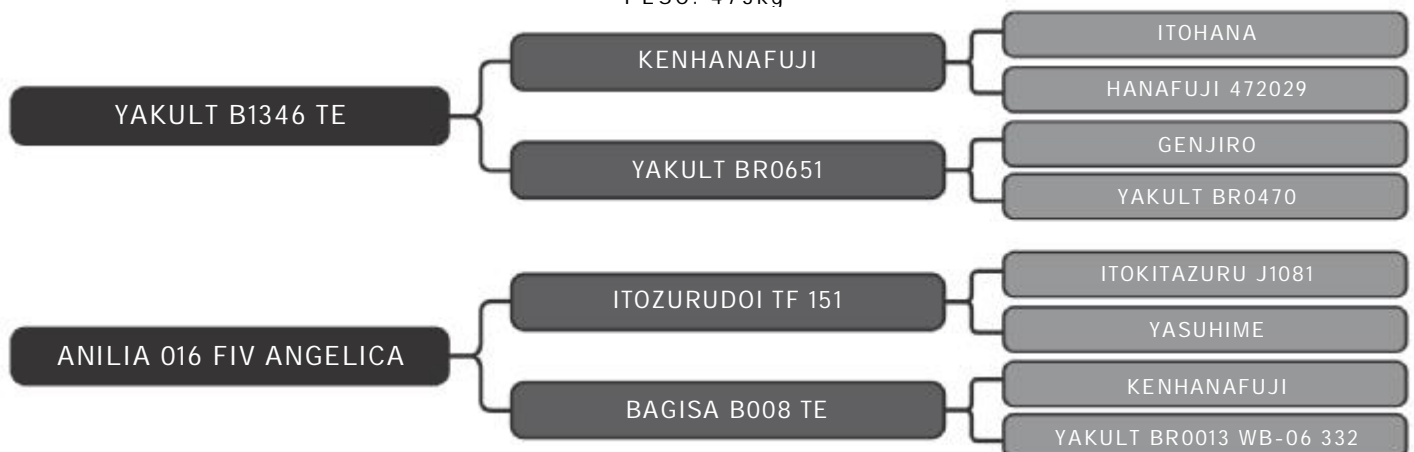 PESO:
ITOHANA
KENHANAFUJI
HANAFUJI 472029
YAKULT B1346 TE
GENJIRO
YAKULT BR0651
YAKULT BR0470
ITOKITAZURU J1081
ITOZURUDOI TF 151
YASUHIME
ANILIA 016 FIV ANGELICA
KENHANAFUJI
BAGISA B008 TE
YAKULT BR0013 WB-06 332